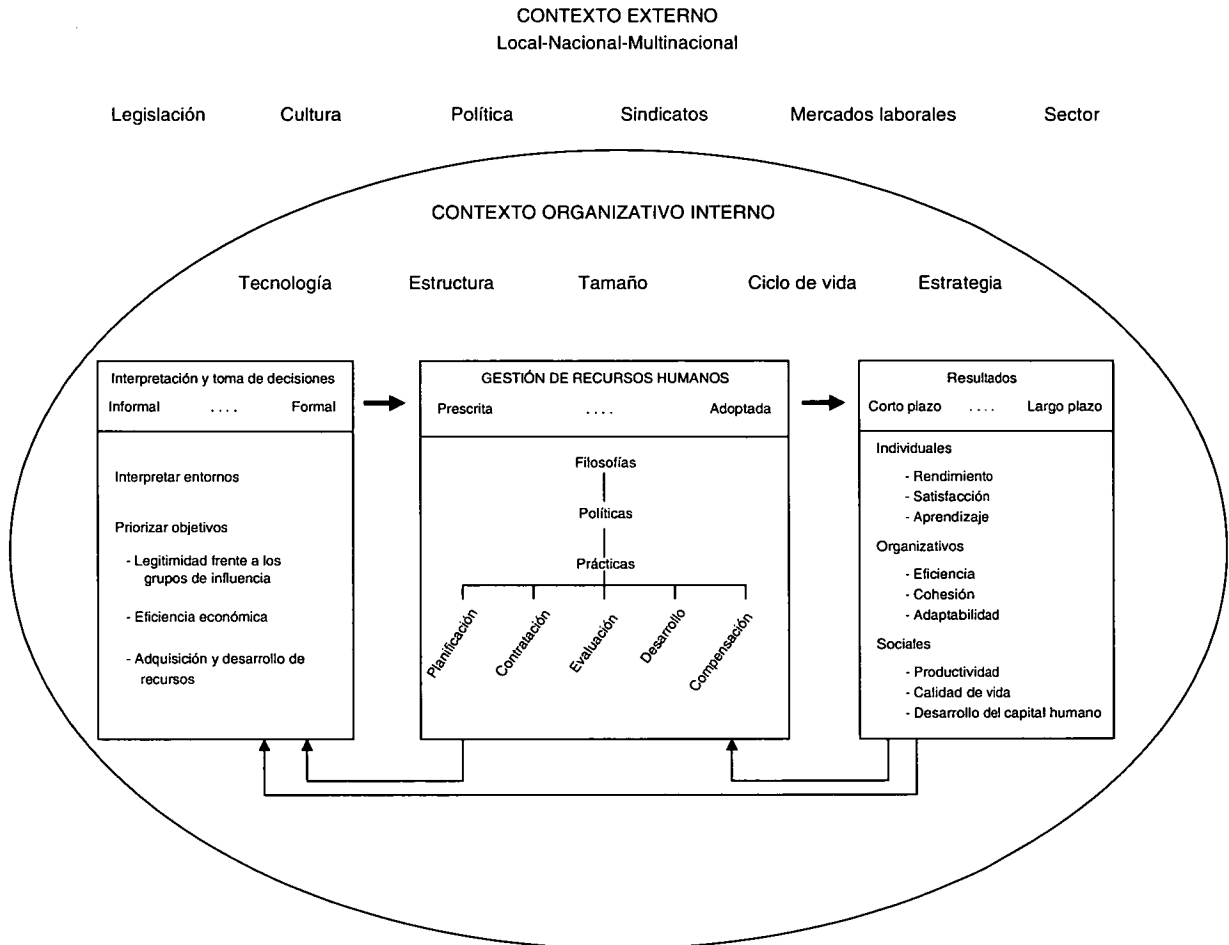 CONTEXTO EXTERNO
Local-Nacional-Multinacional
Legislación Cultura Política Sindicatos Mercados laborales Sector
CONTEXTO ORGANIZATIVO INTERNO
Tecnología Estructura Tamaño Ciclo de vida Estrategia
Interpretación y toma de decisiones
Informal .... Formal
Interpretar entornos
Priorizar objetivos
- Legitimidad frente a los
grupos de influencia
- Eficiencia económica
- Adquisición y desarrollo de
recursos
GESTIÓN DE RECURSOS HUMANOS
Prescrita .... Adoptada
Filosofías
Políticas
Prácticas
Planificación
Contratación
Evaluación
Desarrollo
Compensación
Resultados
Corto plazo .... Largo plazo
Individuales
- Rendimiento
- Satisfacción
- Aprendizaje
Organizativos
- Eficiencia
- Cohesión
- Adaptabilidad
Sociales
- Productividad
- Calidad de vida
- Desarrollo del capital humano